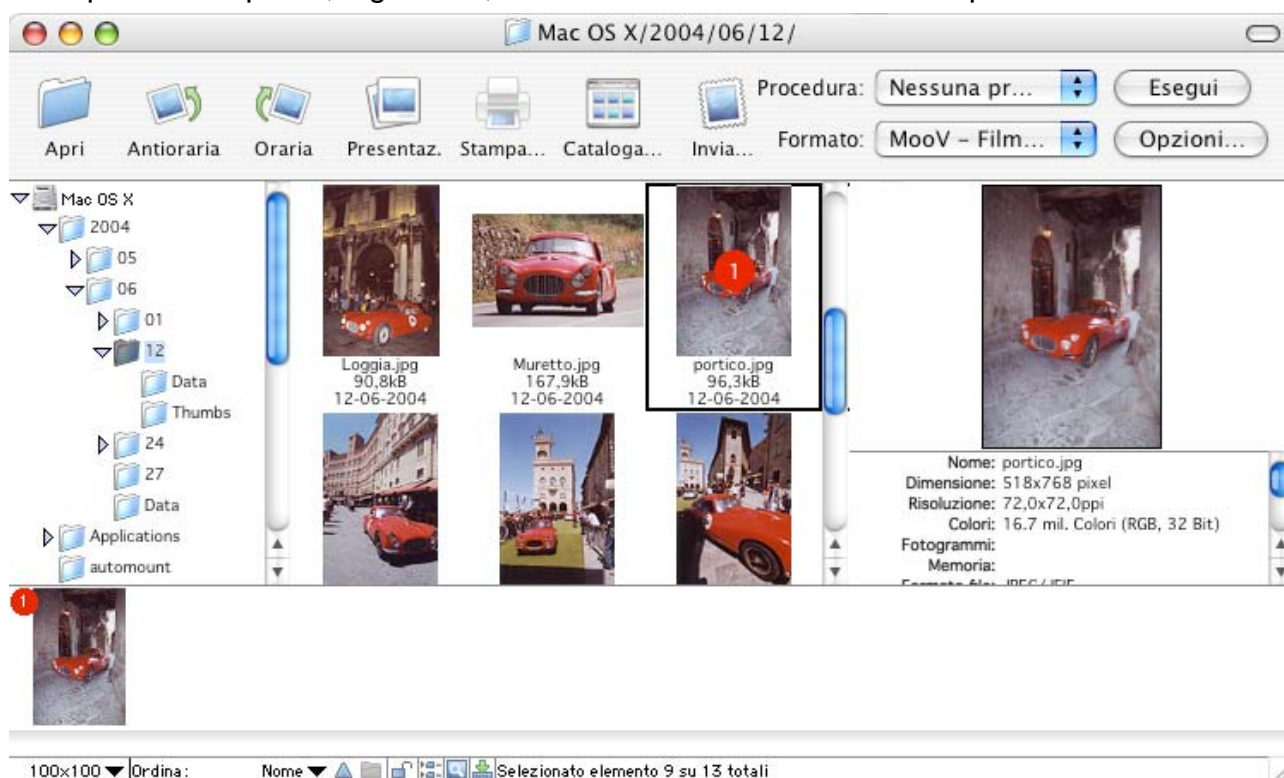 Mac OS X/2004/06/12/
Procedura: Nessuna pr... Esegui
Formato: MooV - Film... Opzioni...
Apri Antioraria Oraria Presentaz. Stampa... Cataloga... Invia...
Mac OS X
2004
05
06
01
12
Data
Thumbs
24
27
Data
Applications
automount
Loggia.jpg
90,8kB
12-06-2004
Muretto.jpg
167,9kB
12-06-2004
1
portico.jpg
96,3kB
12-06-2004
Nome: portico.jpg
Dimensione: 518x768 pixel
Risoluzione: 72,0x72,0ppi
Colori: 16.7 mil. Colori (RGB, 32 Bit)
Fotogrammi:
Memoria:
Formato file: JPEG/JFIF
1
100x100 Ordina: Nome Selezionato elemento 9 su 13 totali